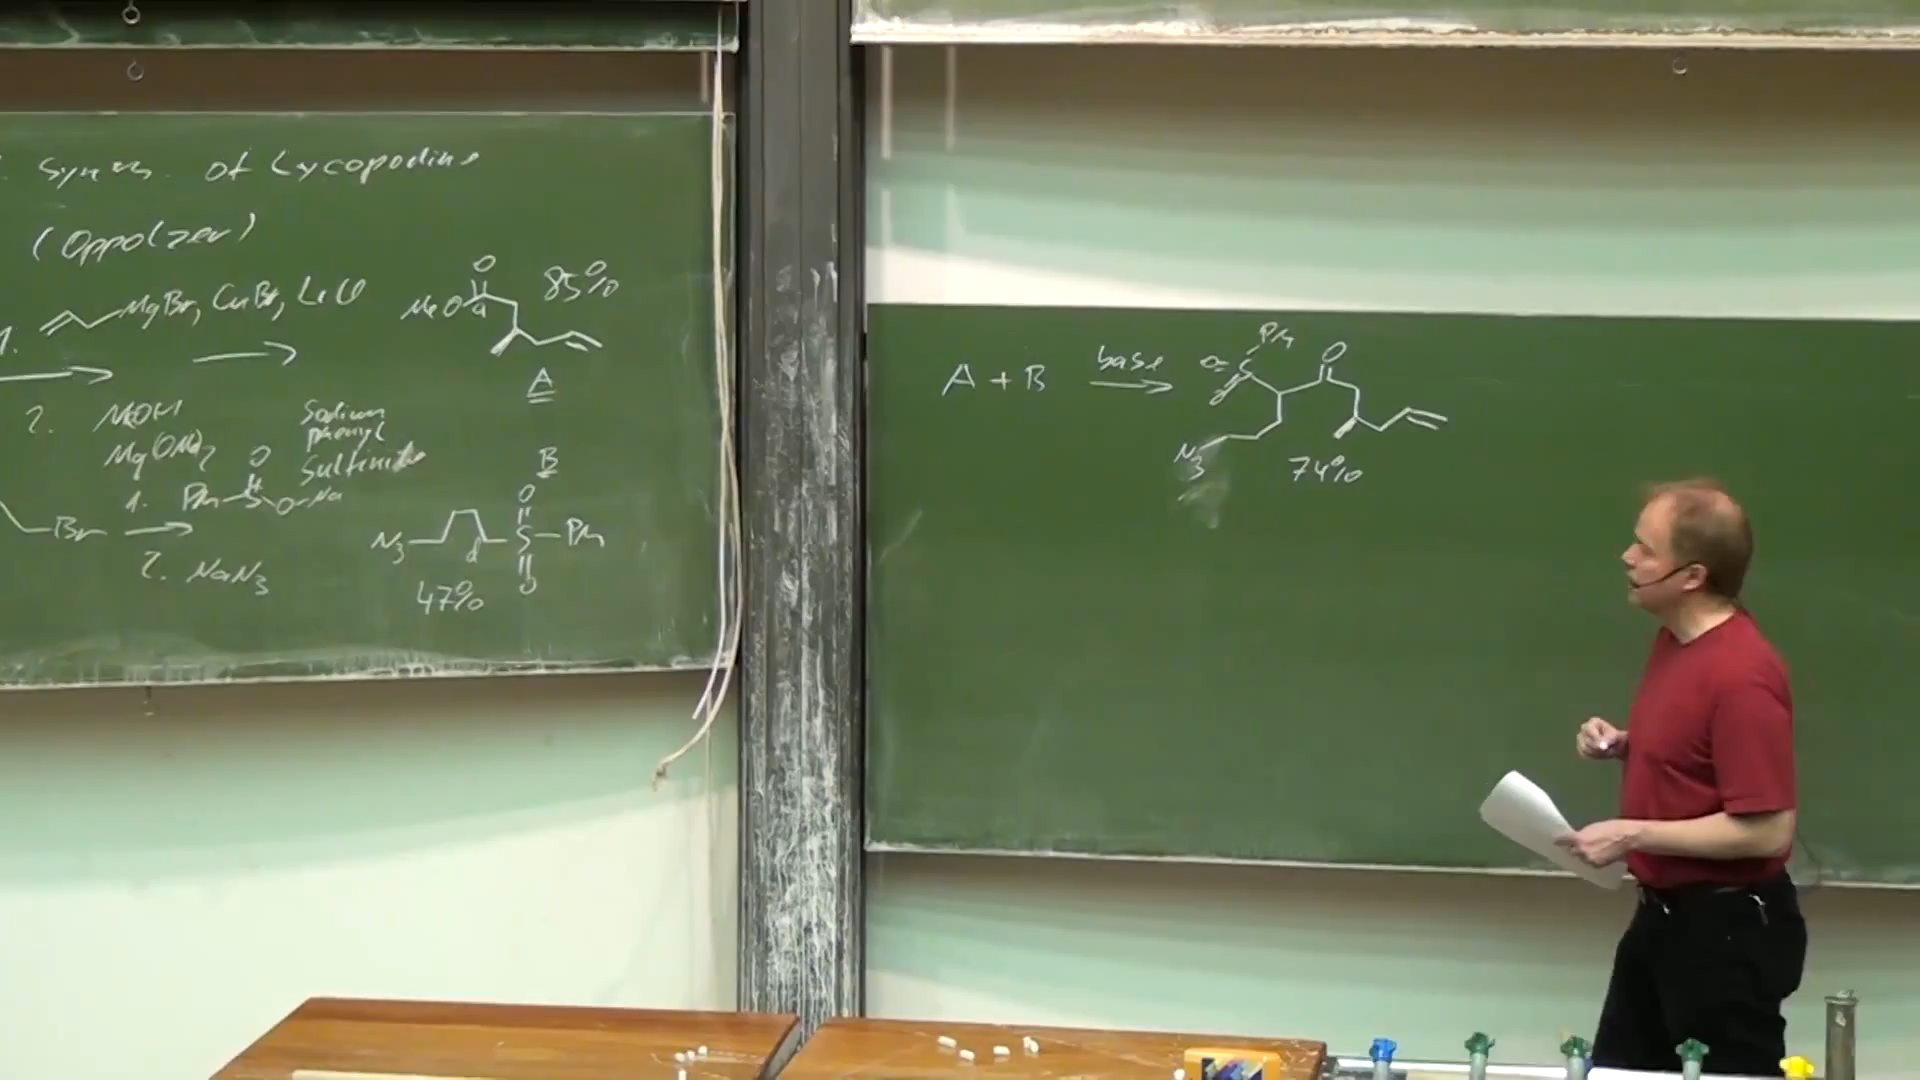 Synth. of Lycopodine
(Oppolzer)
1. MgBr, CuBr, LiCl
MeO O a 85%
A
2. MeOH
Mg(OMe)2
Sodium
phenyl
sulfinate
1. Ph S O O-Na
Br
2. NaN3
B
N3 d S O O Ph
47%
A + B base
Ph
O=S O O
N3
74%